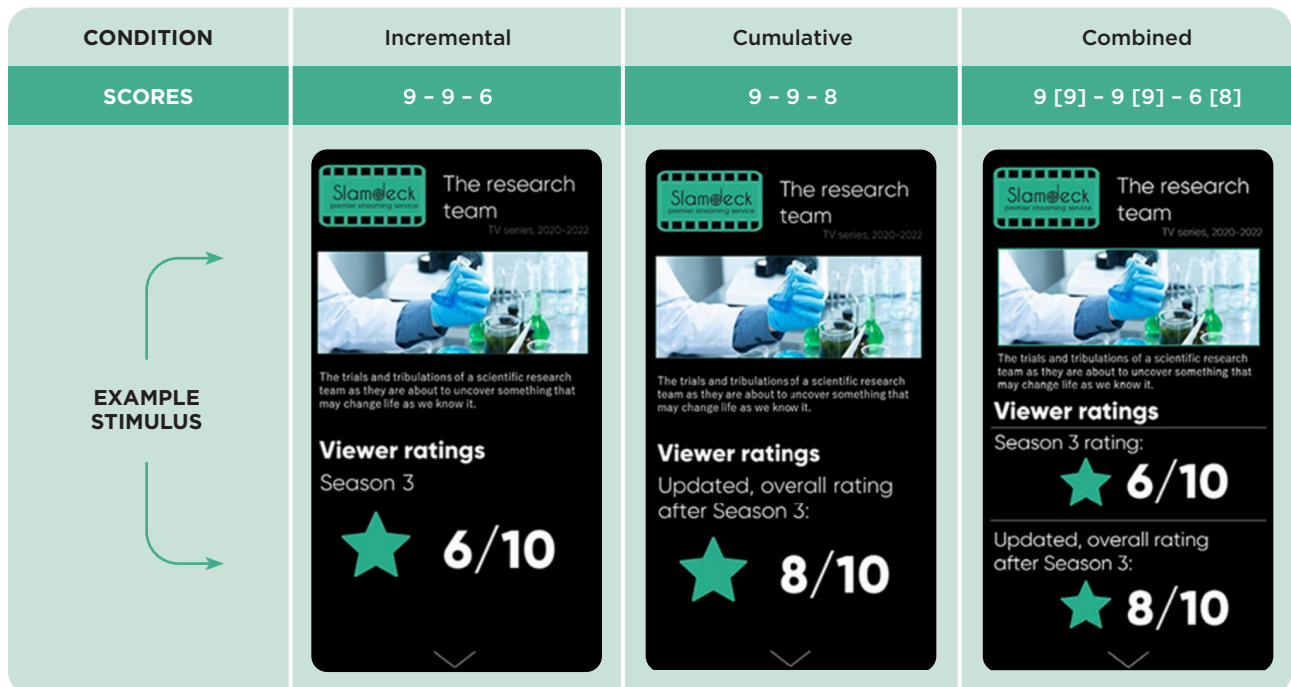 CONDITION
Incremental
Cumulative
Combined
SCORES
9 – 9 – 6
9 – 9 – 8
9 [9] – 9 [9] – 6 [8]
EXAMPLE
STIMULUS
Slamdeck
premier streaming service
The research
team
TV series, 2020-2022
The trials and tribulations of a scientific research
team as they are about to uncover something that
may change life as we know it.
Viewer ratings
Season 3
6/10
Slamdeck
premier streaming service
The research
team
TV series, 2020-2022
The trials and tribulations of a scientific research
team as they are about to uncover something that
may change life as we know it.
Viewer ratings
Updated, overall rating
after Season 3:
8/10
Slamdeck
premier streaming service
The research
team
TV series, 2020-2022
The trials and tribulations of a scientific research
team as they are about to uncover something that
may change life as we know it.
Viewer ratings
Season 3 rating:
6/10
Updated, overall rating
after Season 3:
8/10